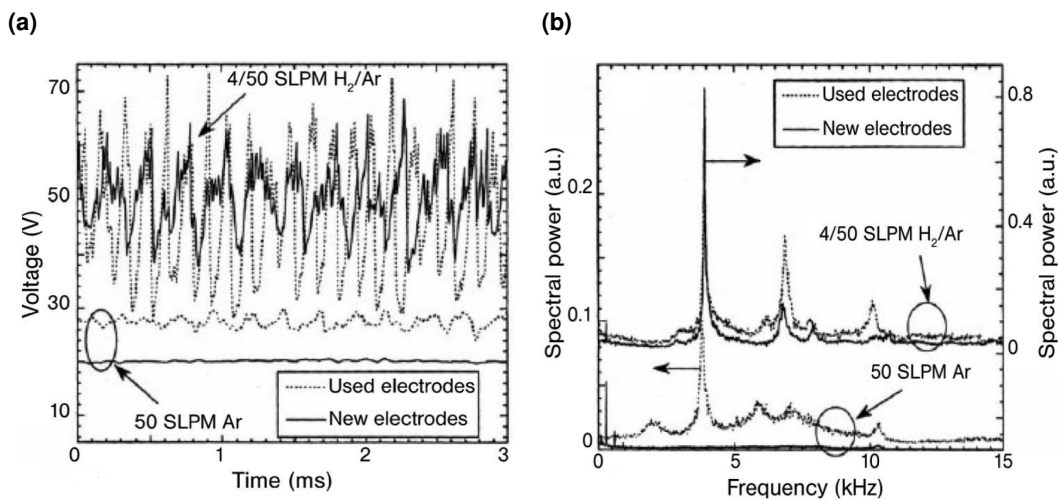 (a)
70
50
30
10
Voltage (V)
4/50 SLPM H₂/Ar
50 SLPM Ar
Used electrodes
New electrodes
0
1
2
3
Time (ms)
(b)
0.2
0.1
0
Spectral power (a.u.)
Used electrodes
New electrodes
0.8
0.4
0
Spectral power (a.u.)
4/50 SLPM H₂/Ar
50 SLPM Ar
0
5
10
15
Frequency (kHz)